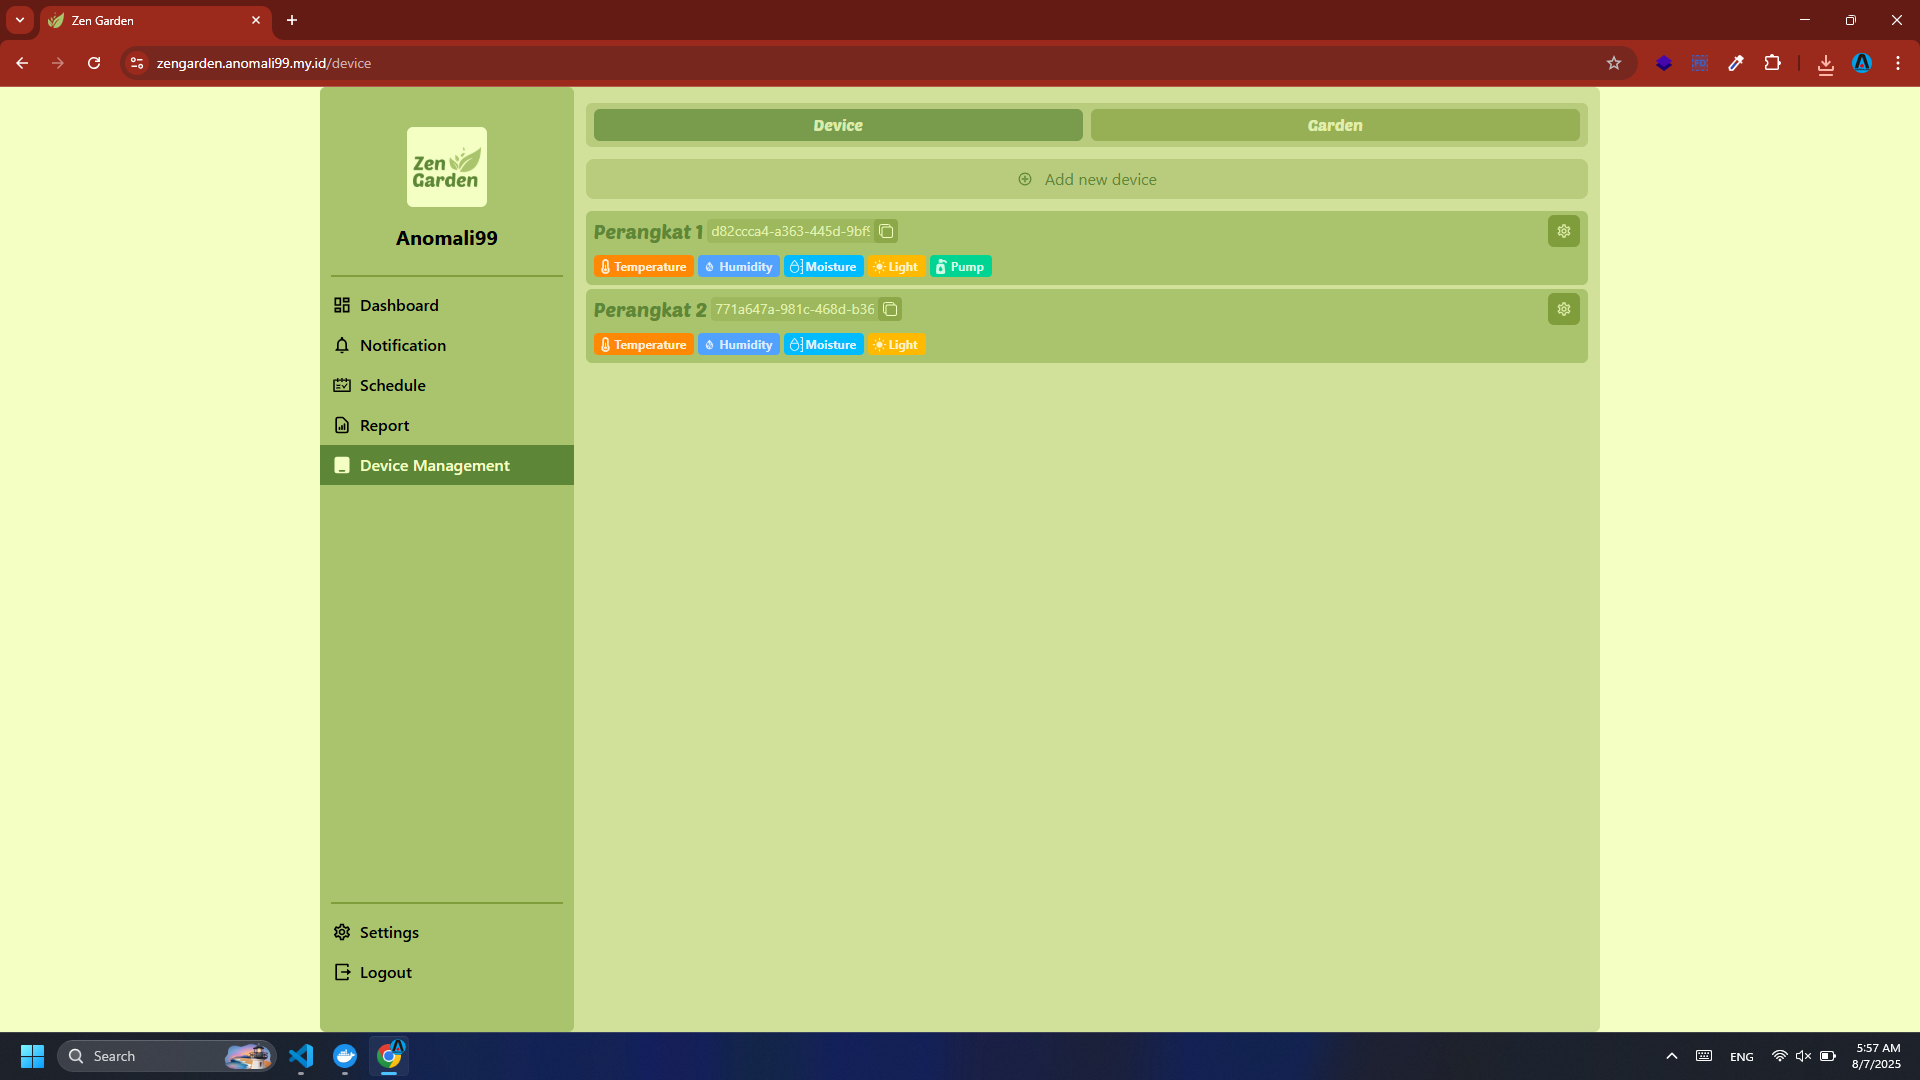 Zen Garden
zengarden.anomali99.my.id/device
Zen
Garden
Anomali99
Dashboard
Notification
Schedule
Report
Device Management
Settings
Logout
Device Garden
Add new device
Perangkat 1 d82ccca4-a363-445d-9bf
Temperature Humidity Moisture Light Pump
Perangkat 2 771a647a-981c-468d-b36
Temperature Humidity Moisture Light
Search
ENG
5:57 AM
8/7/2025